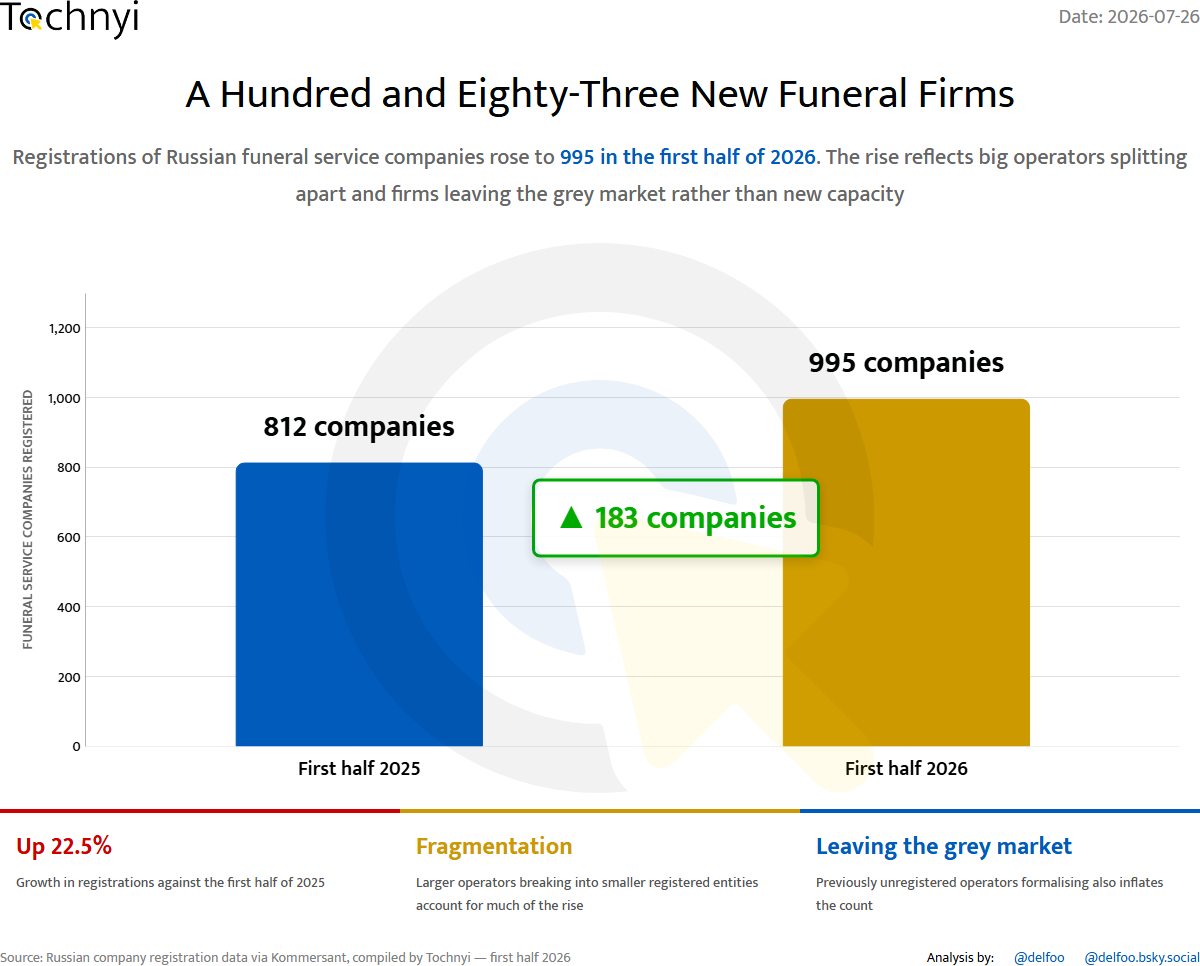 Tochnyi
Date: 2026-07-26
A Hundred and Eighty-Three New Funeral Firms
Registrations of Russian funeral service companies rose to 995 in the first half of 2026. The rise reflects big operators splitting
apart and firms leaving the grey market rather than new capacity
FUNERAL SERVICE COMPANIES REGISTERED
1,200
1,000
800
600
400
200
0
812 companies
▲ 183 companies
995 companies
First half 2025
First half 2026
Up 22.5%
Growth in registrations against the first half of 2025
Fragmentation
Larger operators breaking into smaller registered entities
account for much of the rise
Leaving the grey market
Previously unregistered operators formalising also inflates
the count
Source: Russian company registration data via Kommersant, compiled by Tochnyi — first half 2026
Analysis by: @delfoo @delfoo.bsky.social